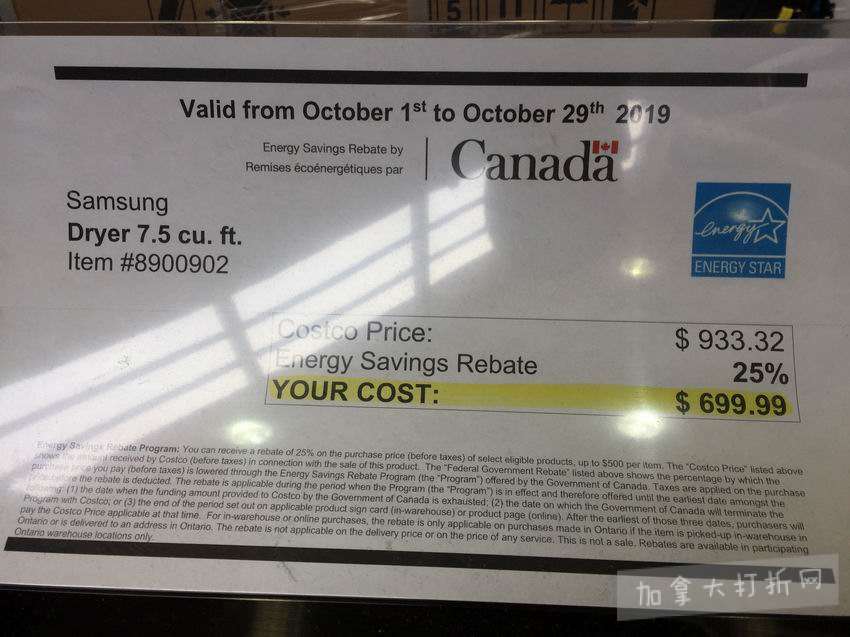 5
Valid from October 1st to October 29th 2019
Energy Savings Rebate by
Remises écoénergétiques par
Canada
Samsung
Dryer 7.5 cu. ft.
Item #8900902
energy
ENERGY STAR
Costco Price: $ 933.32
Energy Savings Rebate 25%
YOUR COST: $ 699.99
Energy Savings Rebate Program: You can receive a rebate of 25% on the purchase price (before taxes) of select eligible products, up to $500 per item. The "Costco Price" listed above
shows the amount received by Costco (before taxes) in connection with the sale of this product. The "Federal Government Rebate" listed above shows the percentage by which the
purchase price you pay (before taxes) is lowered through the Energy Savings Rebate Program (the "Program") offered by the Government of Canada. Taxes are applied on the purchase
price before the rebate is deducted. The rebate is applicable during the period when the Program (the "Program") is in effect and therefore offered until the earliest date amongst the
following: (1) the date when the funding amount provided to Costco by the Government of Canada is exhausted; (2) the date on which the Government of Canada will terminate the
Program with Costco; or (3) the end of the period set out on applicable product sign card (in-warehouse) or product page (online). After the earliest of those three dates, purchasers will
pay the Costco Price applicable at that time. For in-warehouse or online purchases, the rebate is only applicable on purchases made in Ontario if the item is picked-up in-warehouse in
Ontario or is delivered to an address in Ontario. The rebate is not applicable on the delivery price or on the price of any service. This is not a sale. Rebates are available in participating
Ontario warehouse locations only.
加拿大打折网